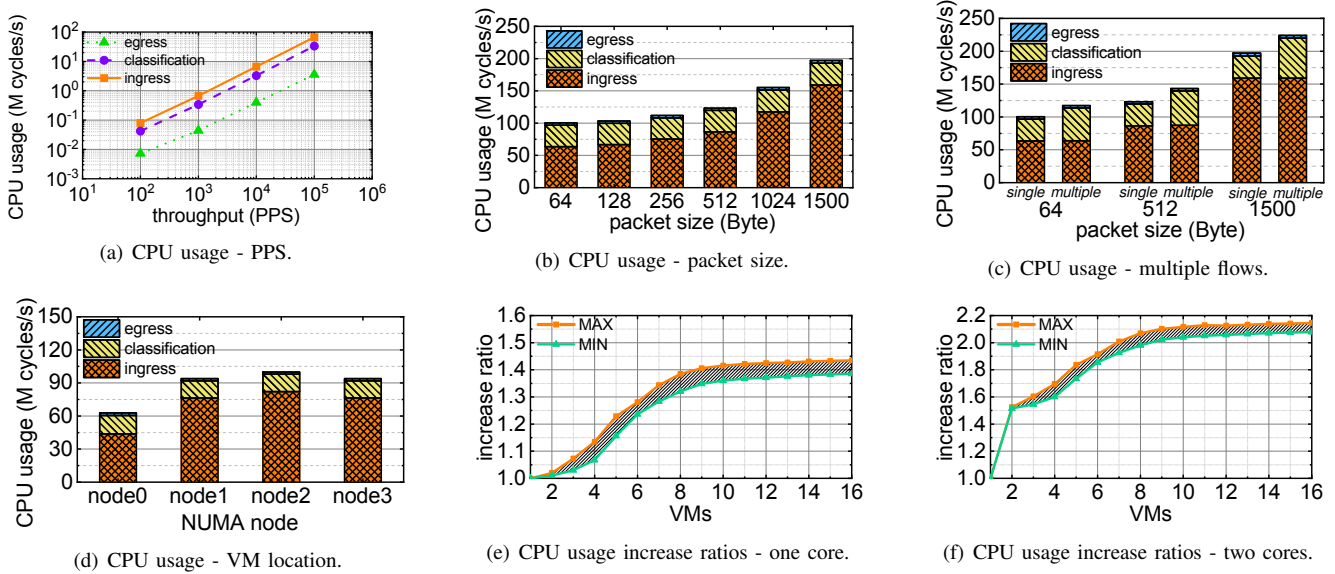 CPU usage (M cycles/s)
10^2
10^1
10^0
10^-1
10^-2
10^-3
egress
classification
ingress
10^1 10^2 10^3 10^4 10^5 10^6
throughput (PPS)
(a) CPU usage - PPS.
CPU usage (M cycles/s)
250
200
150
100
50
0
egress
classification
ingress
64 128 256 512 1024 1500
packet size (Byte)
(b) CPU usage - packet size.
CPU usage (M cycles/s)
250
200
150
100
50
0
egress
classification
ingress
single multiple single multiple single multiple
64 512 1500
packet size (Byte)
(c) CPU usage - multiple flows.
CPU usage (M cycles/s)
150
120
90
60
30
0
egress
classification
ingress
node0 node1 node2 node3
NUMA node
(d) CPU usage - VM location.
increase ratio
1.6
1.5
1.4
1.3
1.2
1.1
1.0
MAX
MIN
2 4 6 8 10 12 14 16
VMs
(e) CPU usage increase ratios - one core.
increase ratio
2.2
2.0
1.8
1.6
1.4
1.2
1.0
MAX
MIN
2 4 6 8 10 12 14 16
VMs
(f) CPU usage increase ratios - two cores.